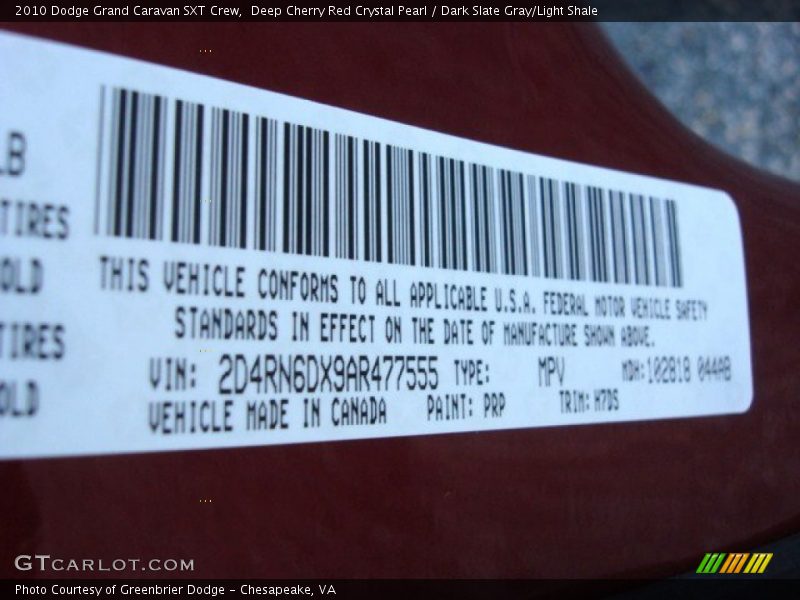 2010 Dodge Grand Caravan SXT Crew,  Deep Cherry Red Crystal Pearl / Dark Slate Gray/Light Shale
LB
TIRES
OLD
TIRES
OLD
THIS VEHICLE CONFORMS TO ALL APPLICABLE U.S.A. FEDERAL MOTOR VEHICLE SAFETY
STANDARDS IN EFFECT ON THE DATE OF MANUFACTURE SHOWN ABOVE.
VIN: 2D4RN6DX9AR477555 TYPE: MPV MDH:102818 044AB
VEHICLE MADE IN CANADA PAINT: PRP TRIM: H7DS
GTCARLOT.COM
Photo Courtesy of Greenbrier Dodge - Chesapeake, VA